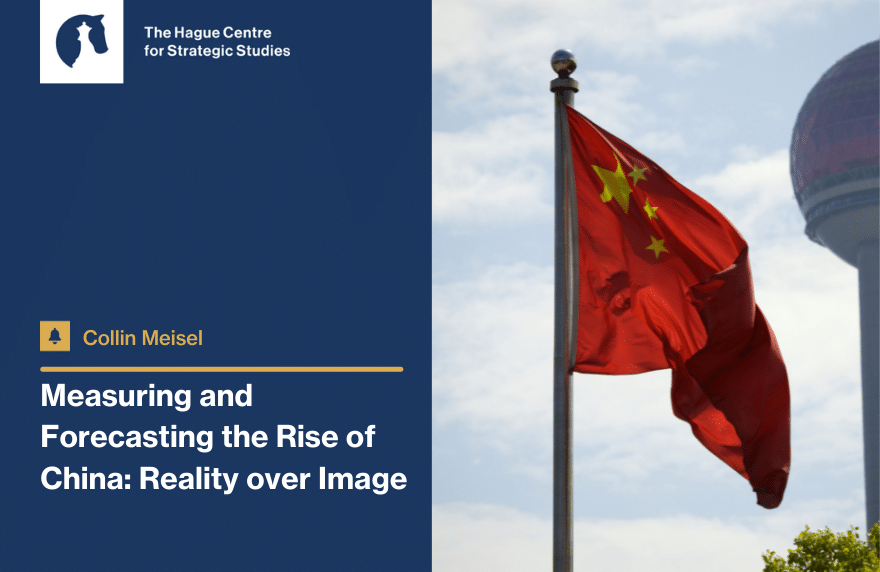 The Hague Centre
for Strategic Studies
Collin Meisel
Measuring and
Forecasting the Rise of
China: Reality over Image